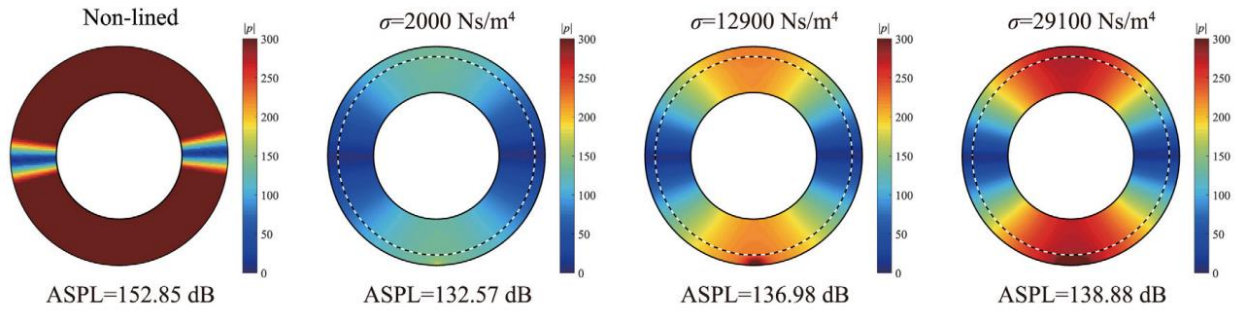 Non-lined
σ=2000 Ns/m⁴
σ=12900 Ns/m⁴
σ=29100 Ns/m⁴
|p|
300
250
200
150
100
50
0
|p|
300
250
200
150
100
50
0
|p|
300
250
200
150
100
50
0
|p|
300
250
200
150
100
50
0
ASPL=152.85 dB
ASPL=132.57 dB
ASPL=136.98 dB
ASPL=138.88 dB